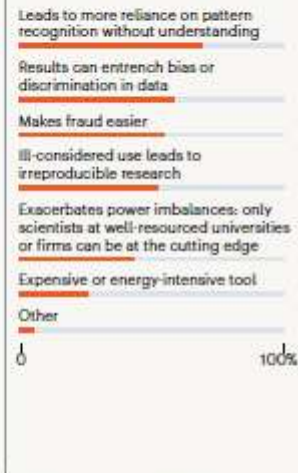 Leads to more reliance on pattern
recognition without understanding
Results can entrench bias or
discrimination in data
Makes fraud easier
Ill-considered use leads to
irreproducible research
Exacerbates power imbalances: only
scientists at well-resourced universities
or firms can be at the cutting edge
Expensive or energy-intensive tool
Other
0 100%